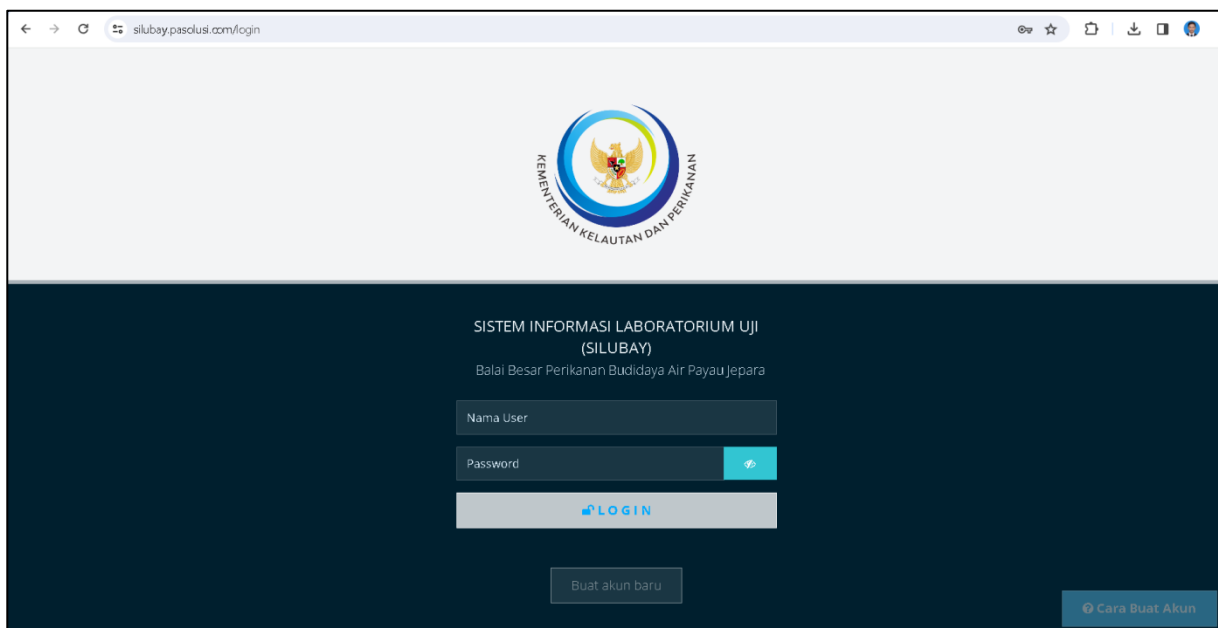 silubay.pasolusi.com/login
KEMENTERIAN KELAUTAN DAN PERIKANAN
SISTEM INFORMASI LABORATORIUM UJI
(SILUBAY)
Balai Besar Perikanan Budidaya Air Payau Jepara
Nama User
Password
LOGIN
Buat akun baru
Cara Buat Akun